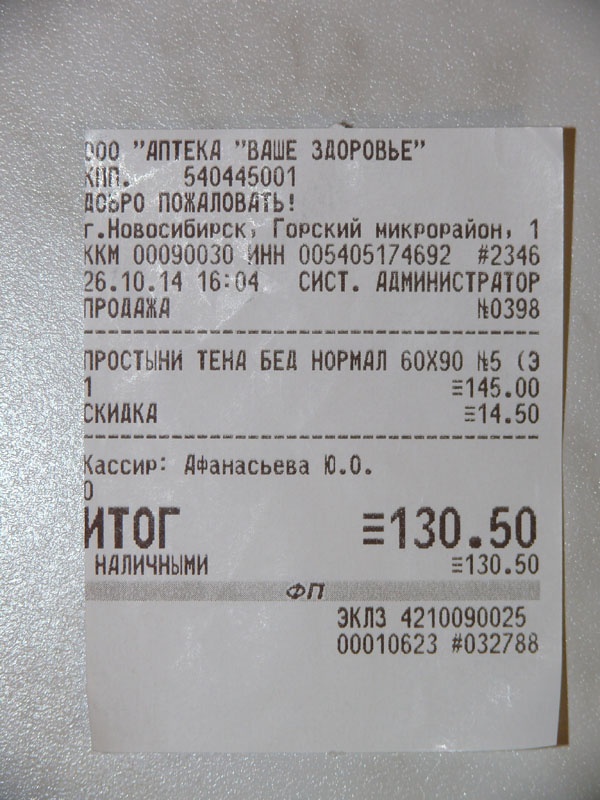 ООО "АПТЕКА "ВАШЕ ЗДОРОВЬЕ"
КПП. 540445001
ДОБРО ПОЖАЛОВАТЬ!
г.Новосибирск, Горский микрорайон, 1
ККМ 00090030 ИНН 005405174692 #2346
26.10.14 16:04 СИСТ. АДМИНИСТРАТОР
ПРОДАЖА №0398
ПРОСТЫНИ ТЕНА БЕД НОРМАЛ 60Х90 №5 (Э
1 ≡145.00
СКИДКА ≡14.50
Кассир: Афанасьева Ю.О.
0
ИТОГ ≡130.50
НАЛИЧНЫМИ ≡130.50
ФП
ЭКЛЗ 4210090025
00010623 #032788